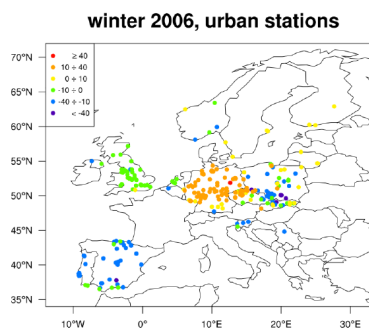 winter 2006, urban stations
70°N
65°N
60°N
55°N
50°N
45°N
40°N
35°N
≥ 40
10 ÷ 40
0 ÷ 10
-10 ÷ 0
-40 ÷ -10
< -40
10°W 0° 10°E 20°E 30°E